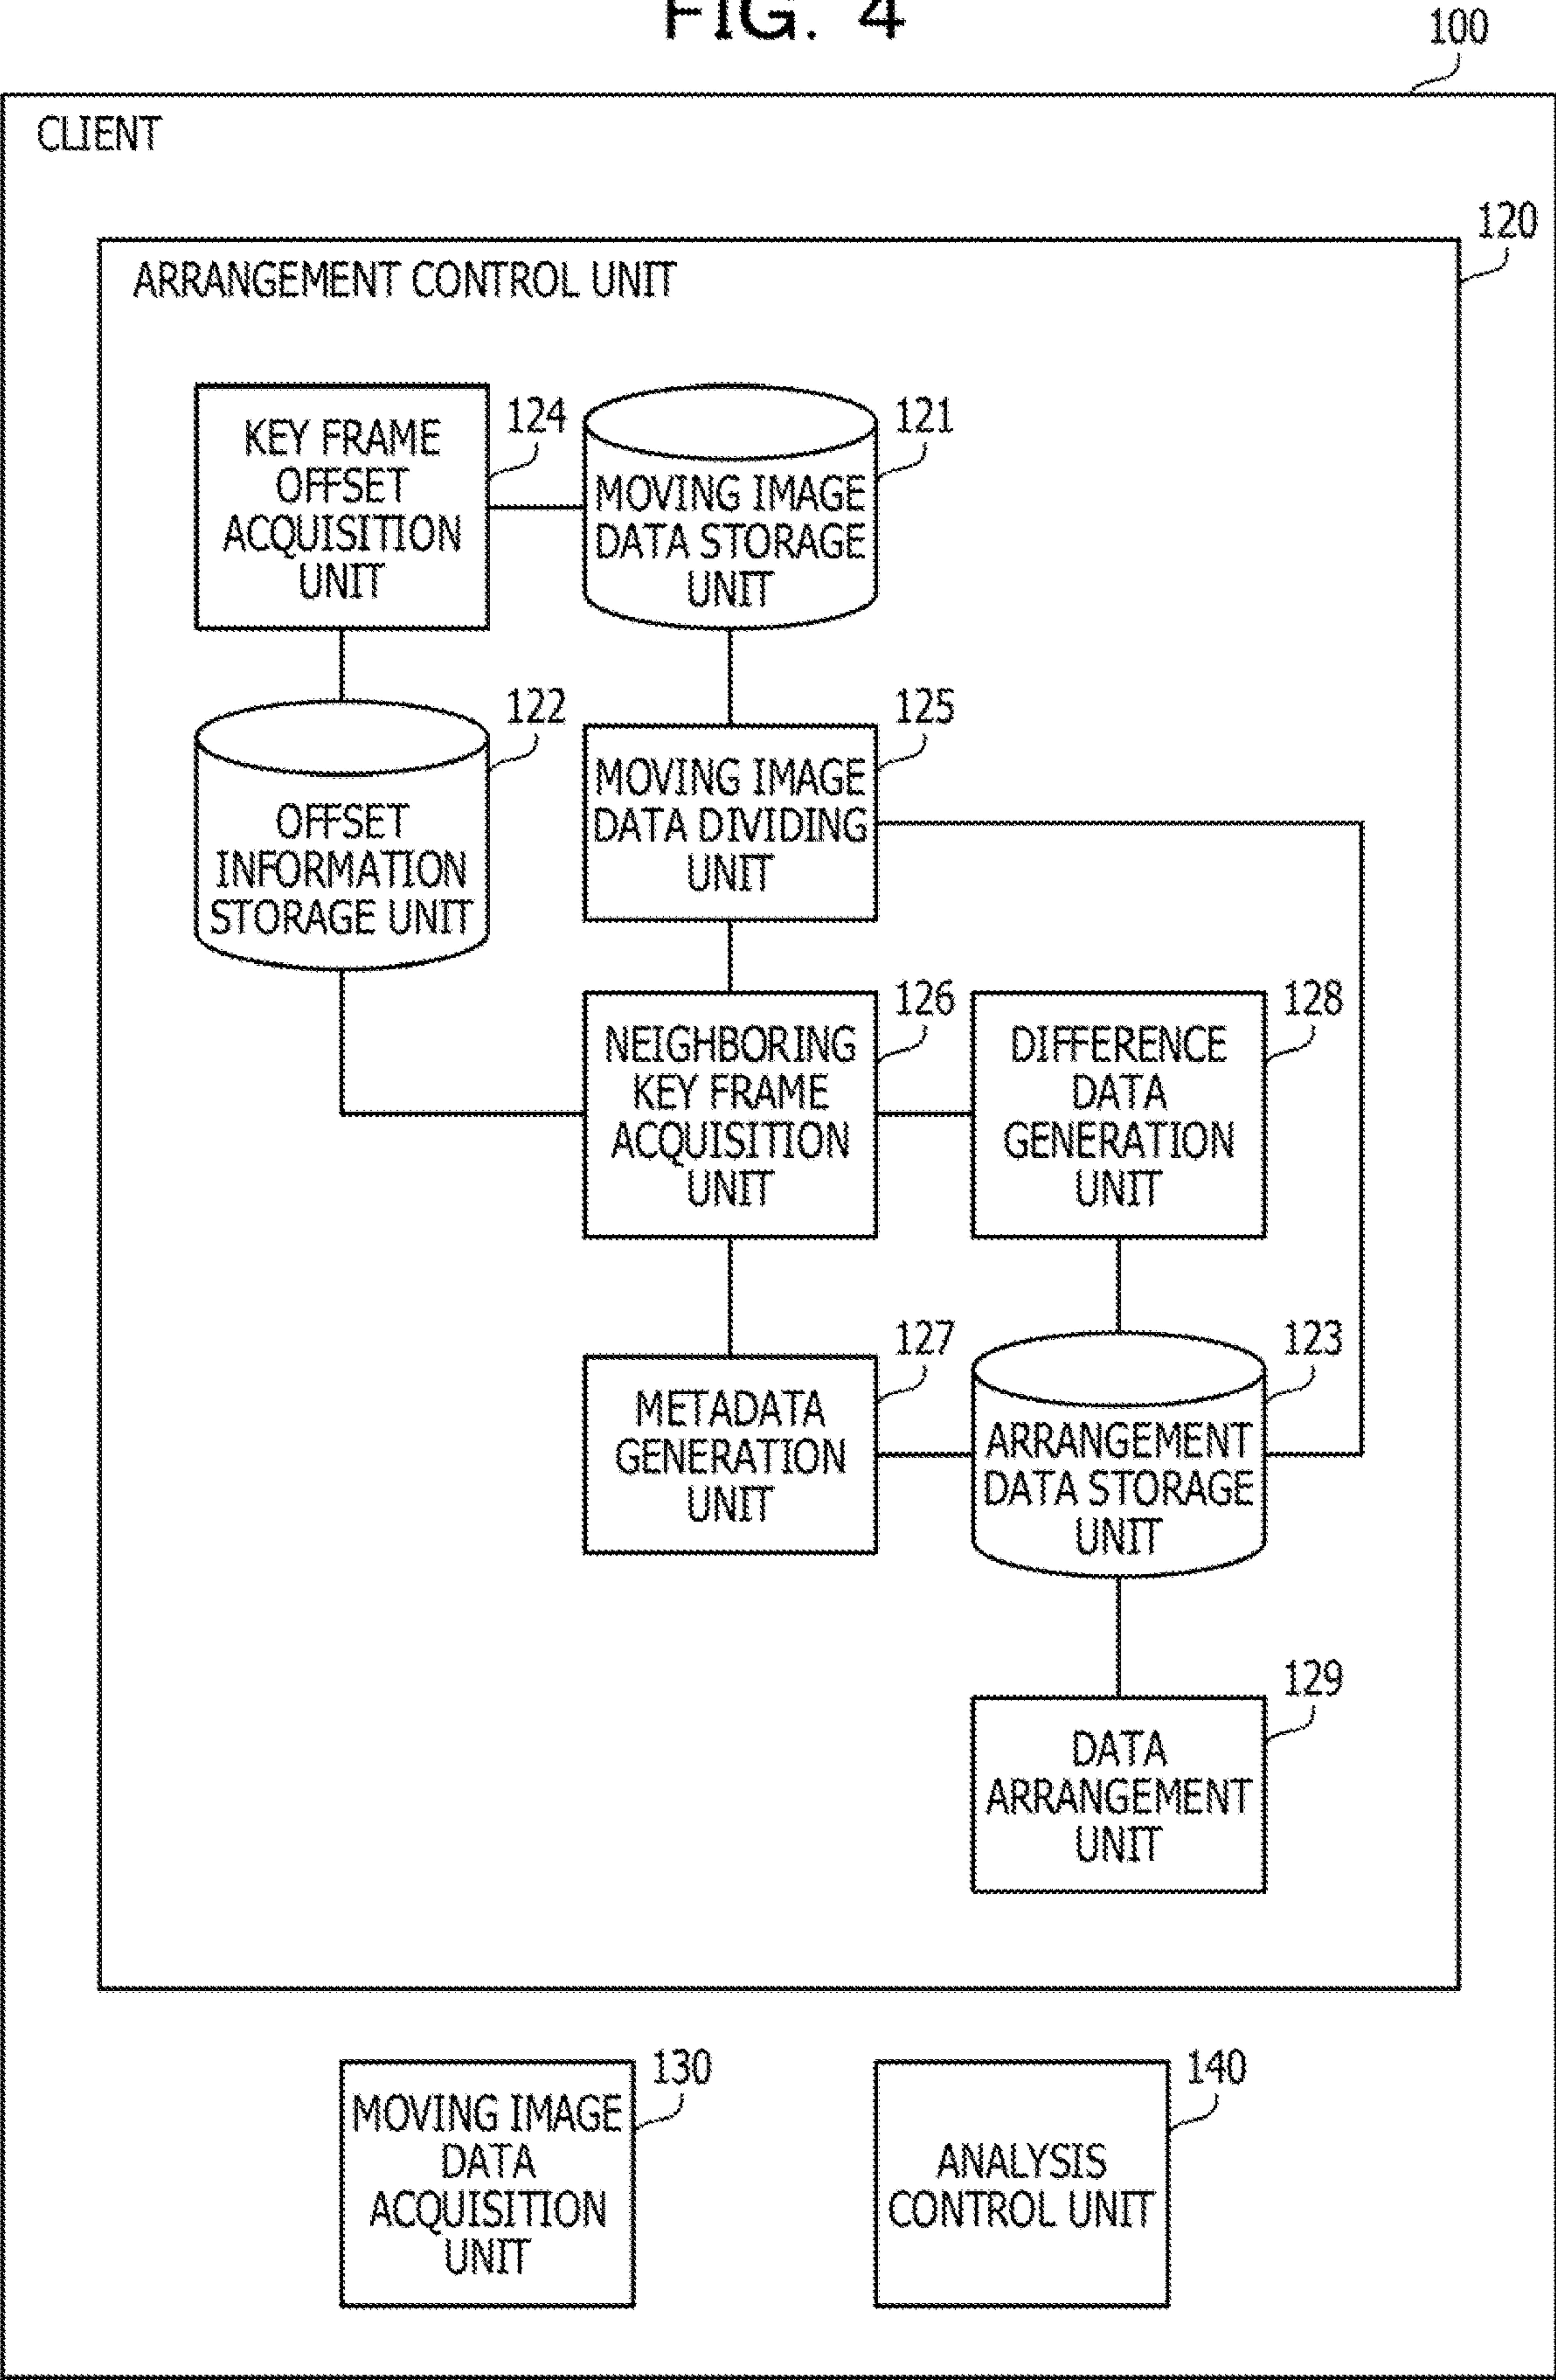 FIG. 4
100
CLIENT
120
ARRANGEMENT CONTROL UNIT
KEY FRAME
OFFSET
ACQUISITION
UNIT
124
MOVING IMAGE
DATA STORAGE
UNIT
121
OFFSET
INFORMATION
STORAGE UNIT
122
MOVING IMAGE
DATA DIVIDING
UNIT
125
NEIGHBORING
KEY FRAME
ACQUISITION
UNIT
126
DIFFERENCE
DATA
GENERATION
UNIT
128
METADATA
GENERATION
UNIT
127
ARRANGEMENT
DATA STORAGE
UNIT
123
DATA
ARRANGEMENT
UNIT
129
MOVING IMAGE
DATA
ACQUISITION
UNIT
130
ANALYSIS
CONTROL UNIT
140